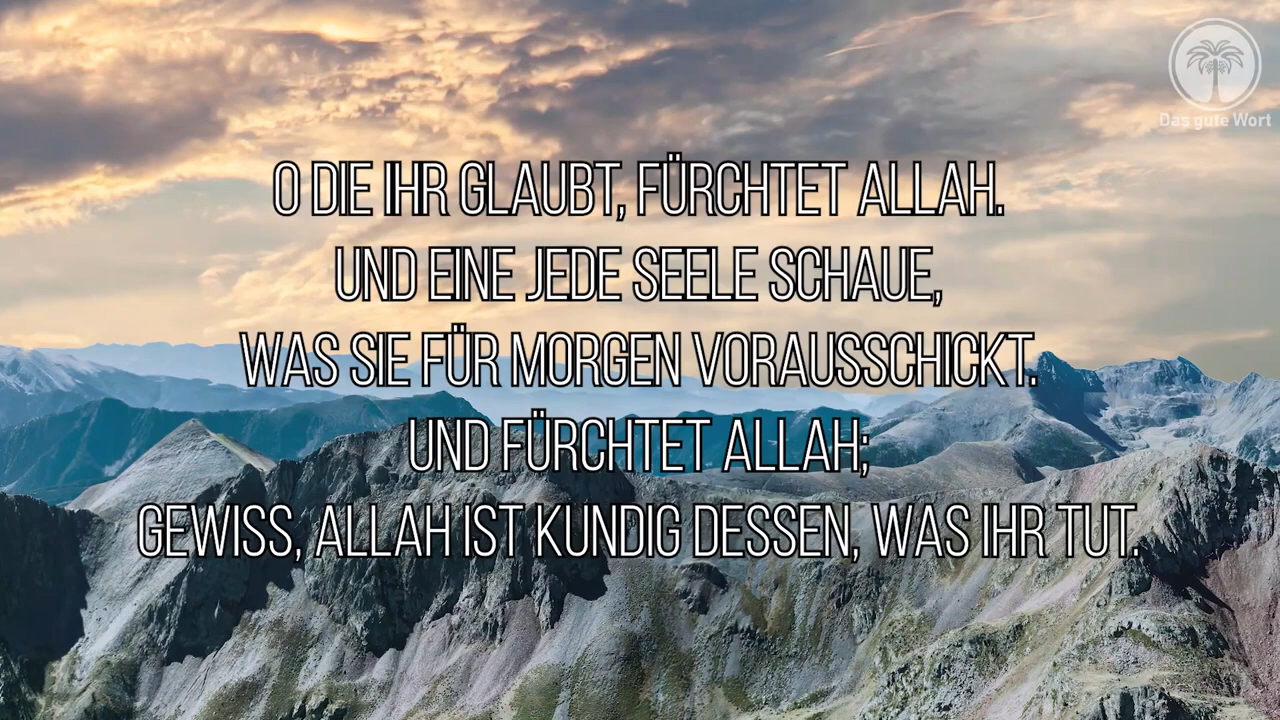 Das gute Wort
O DIE IHR GLAUBT, FÜRCHTET ALLAH.
UND EINE JEDE SEELE SCHAUE,
WAS SIE FÜR MORGEN VORAUSSCHICKT.
UND FÜRCHTET ALLAH;
GEWISS, ALLAH IST KUNDIG DESSEN, WAS IHR TUT.